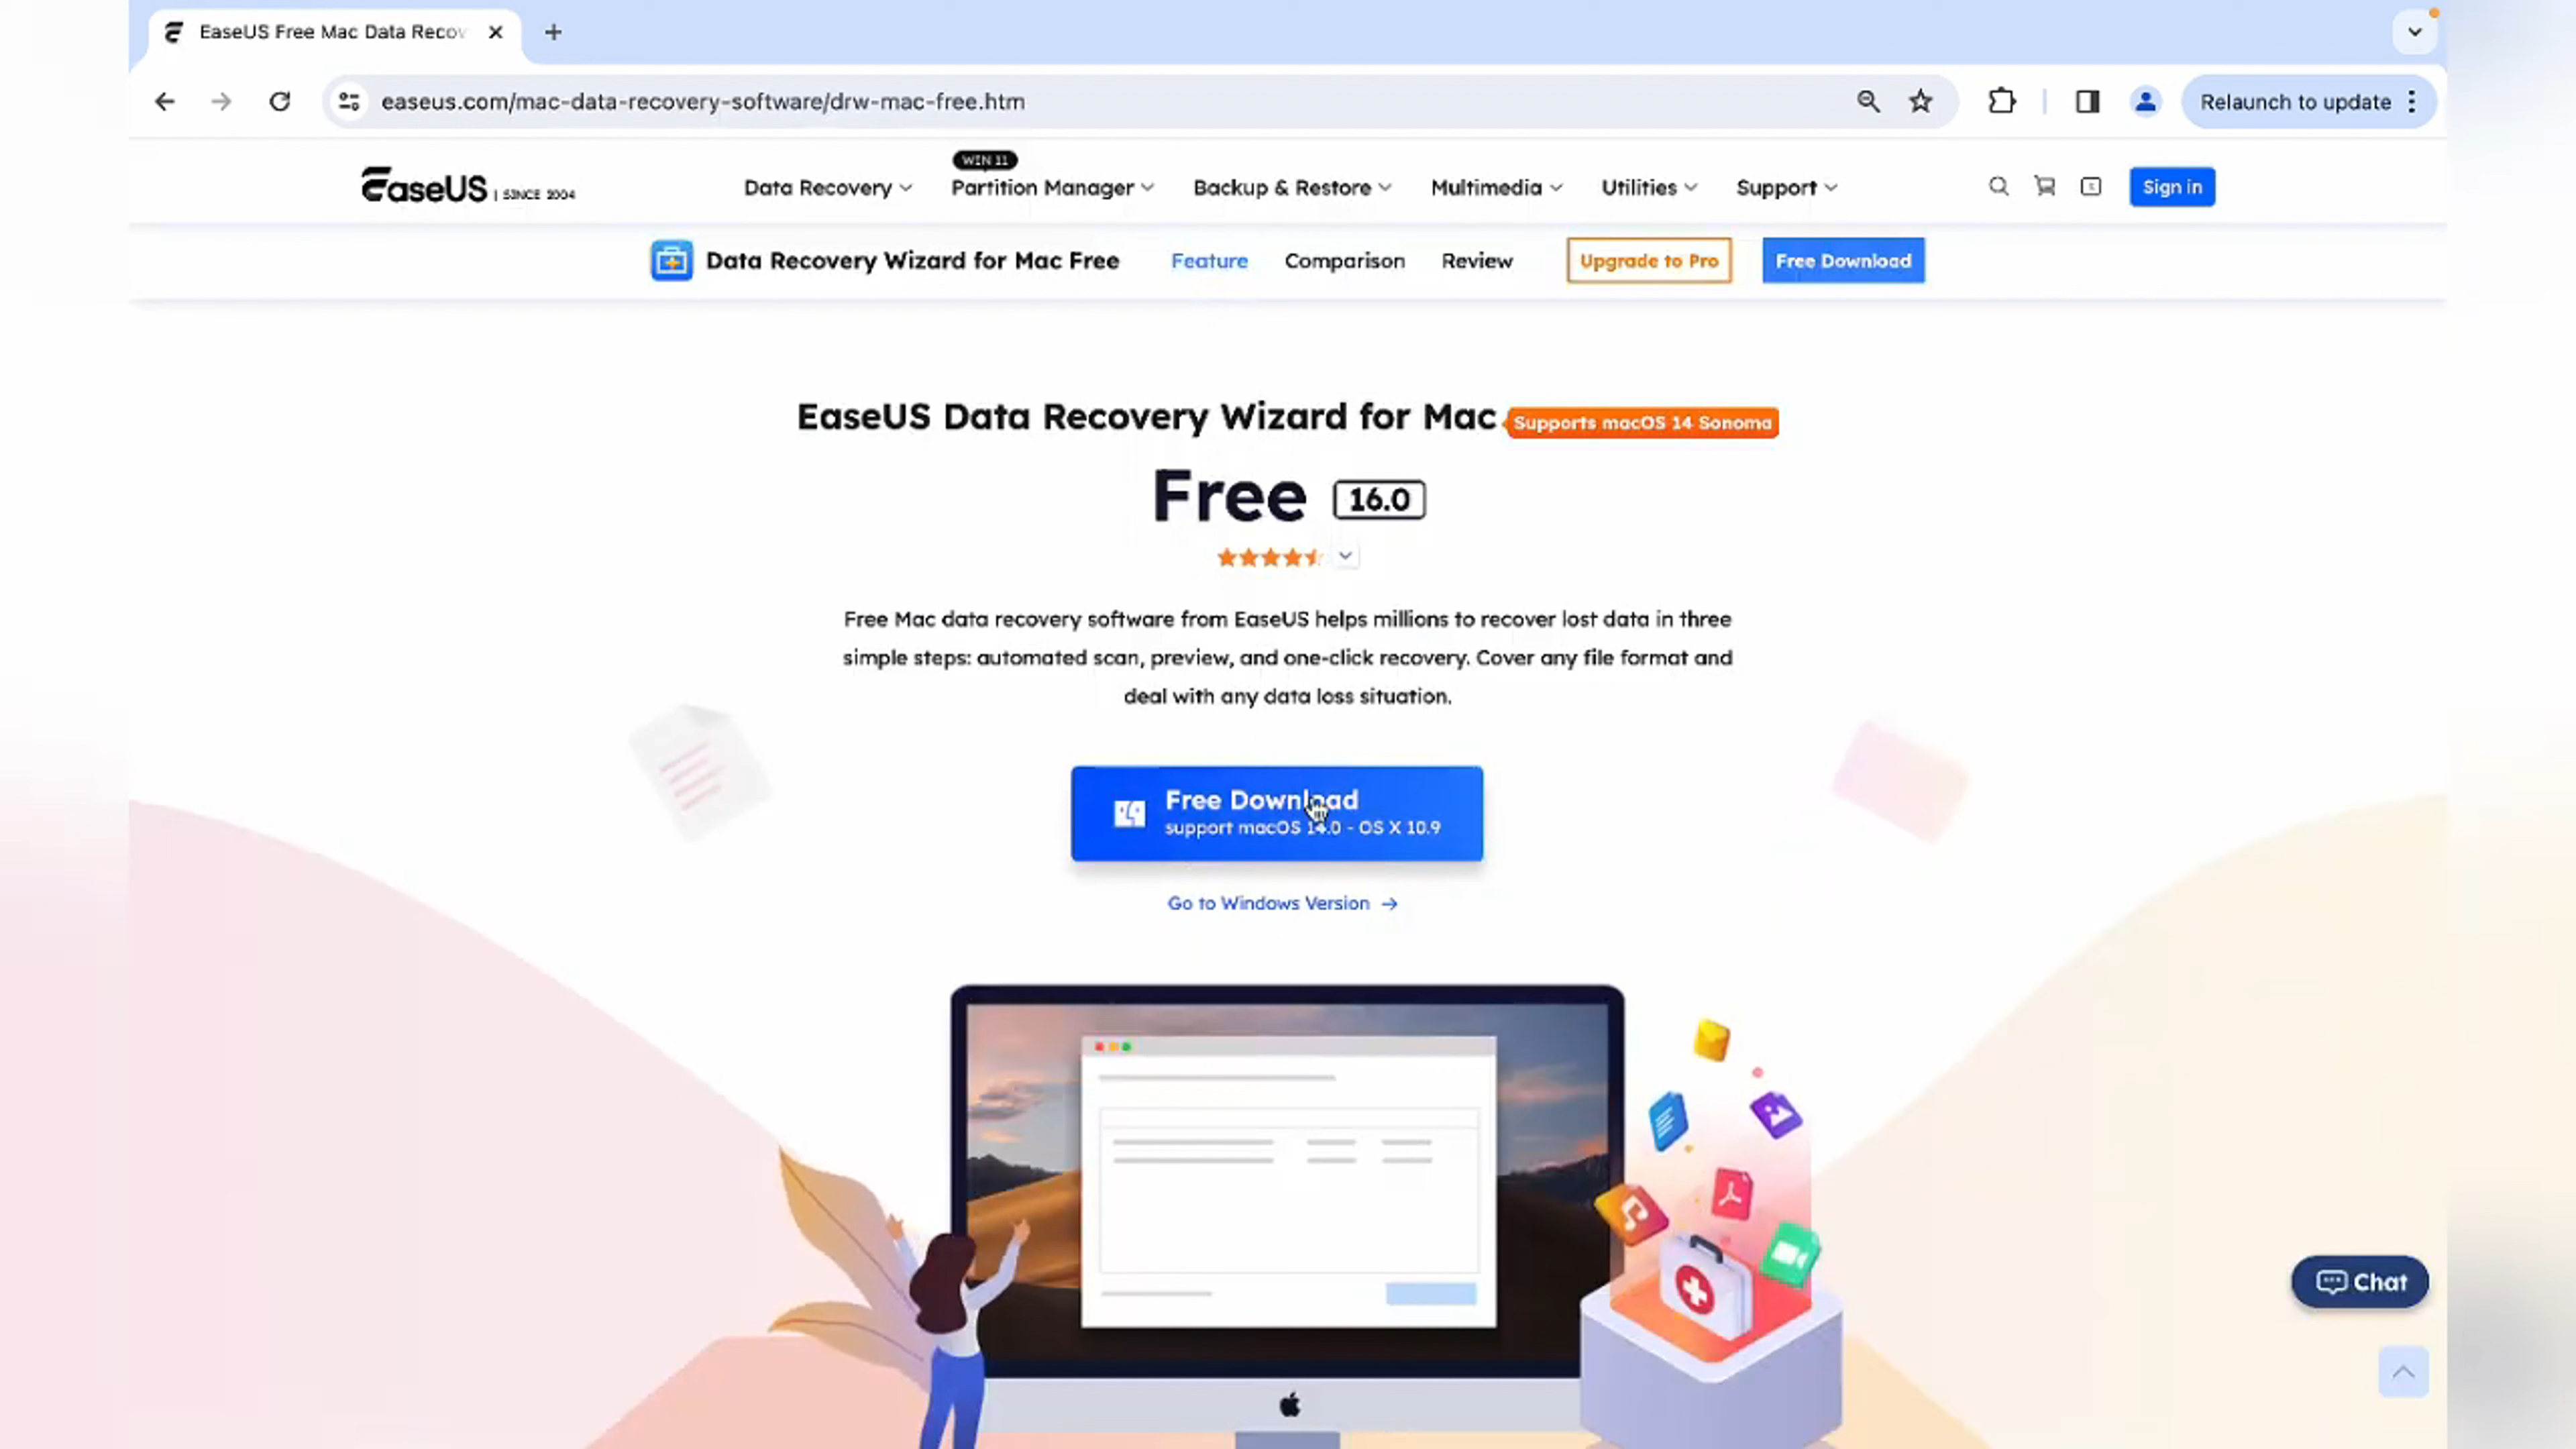 EaseUS Free Mac Data Recov
easeus.com/mac-data-recovery-software/drw-mac-free.htm
Relaunch to update
EaseUS | SINCE 2004
Data Recovery
WIN 11
Partition Manager
Backup & Restore
Multimedia
Utilities
Support
Sign in
Data Recovery Wizard for Mac Free
Feature
Comparison
Review
Upgrade to Pro
Free Download
EaseUS Data Recovery Wizard for Mac
Supports macOS 14 Sonoma
Free 16.0
Free Mac data recovery software from EaseUS helps millions to recover lost data in three
simple steps: automated scan, preview, and one-click recovery. Cover any file format and
deal with any data loss situation.
Free Download
support macOS 14.0 - OS X 10.9
Go to Windows Version →
Chat